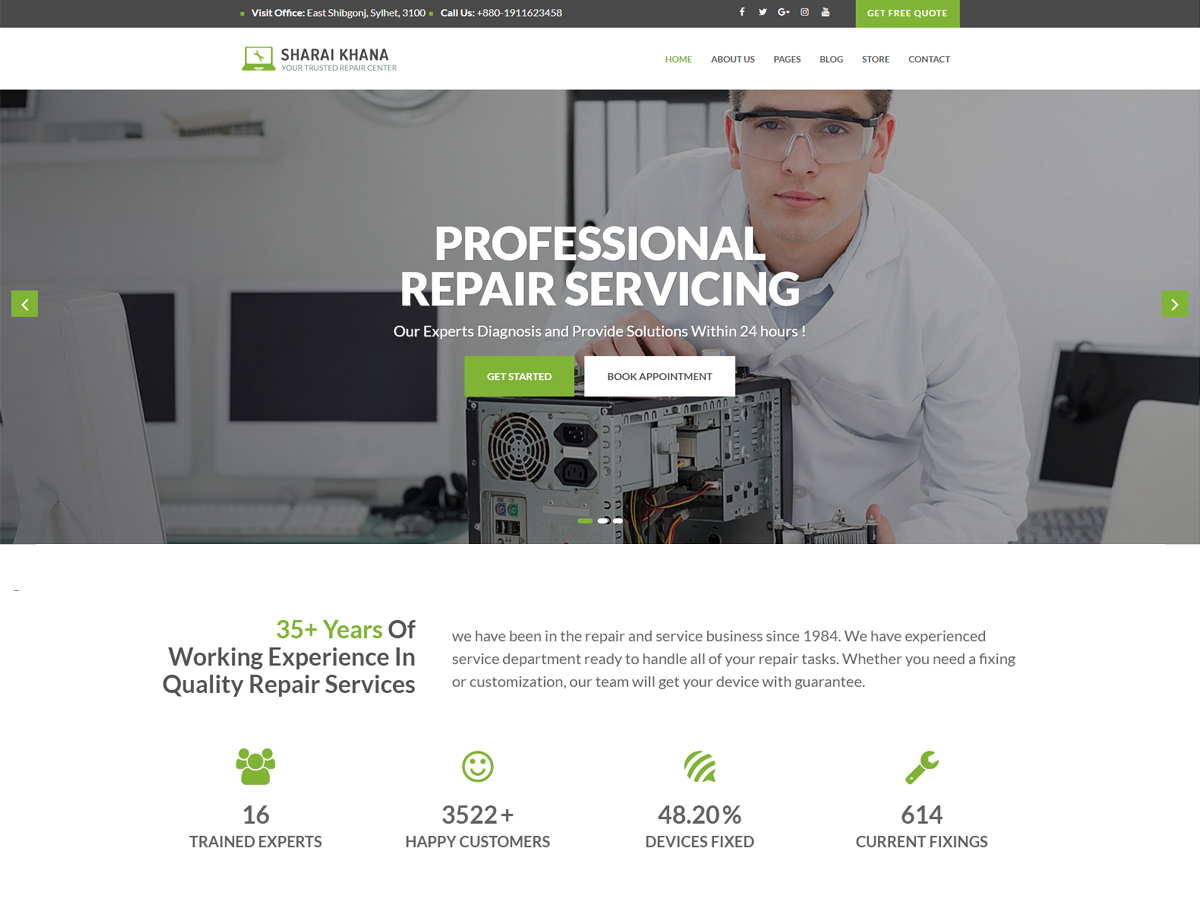 Visit Office: East Shibgonj, Sylhet, 3100 Call Us: +880-1911623458
GET FREE QUOTE
SHARAI KHANA
YOUR TRUSTED REPAIR CENTER
HOME ABOUT US PAGES BLOG STORE CONTACT
PROFESSIONAL
REPAIR SERVICING
Our Experts Diagnosis and Provide Solutions Within 24 hours !
GET STARTED BOOK APPOINTMENT
35+ Years Of
Working Experience In
Quality Repair Services
we have been in the repair and service business since 1984. We have experienced
service department ready to handle all of your repair tasks. Whether you need a fixing
or customization, our team will get your device with guarantee.
16
TRAINED EXPERTS
3522+
HAPPY CUSTOMERS
48.20%
DEVICES FIXED
614
CURRENT FIXINGS